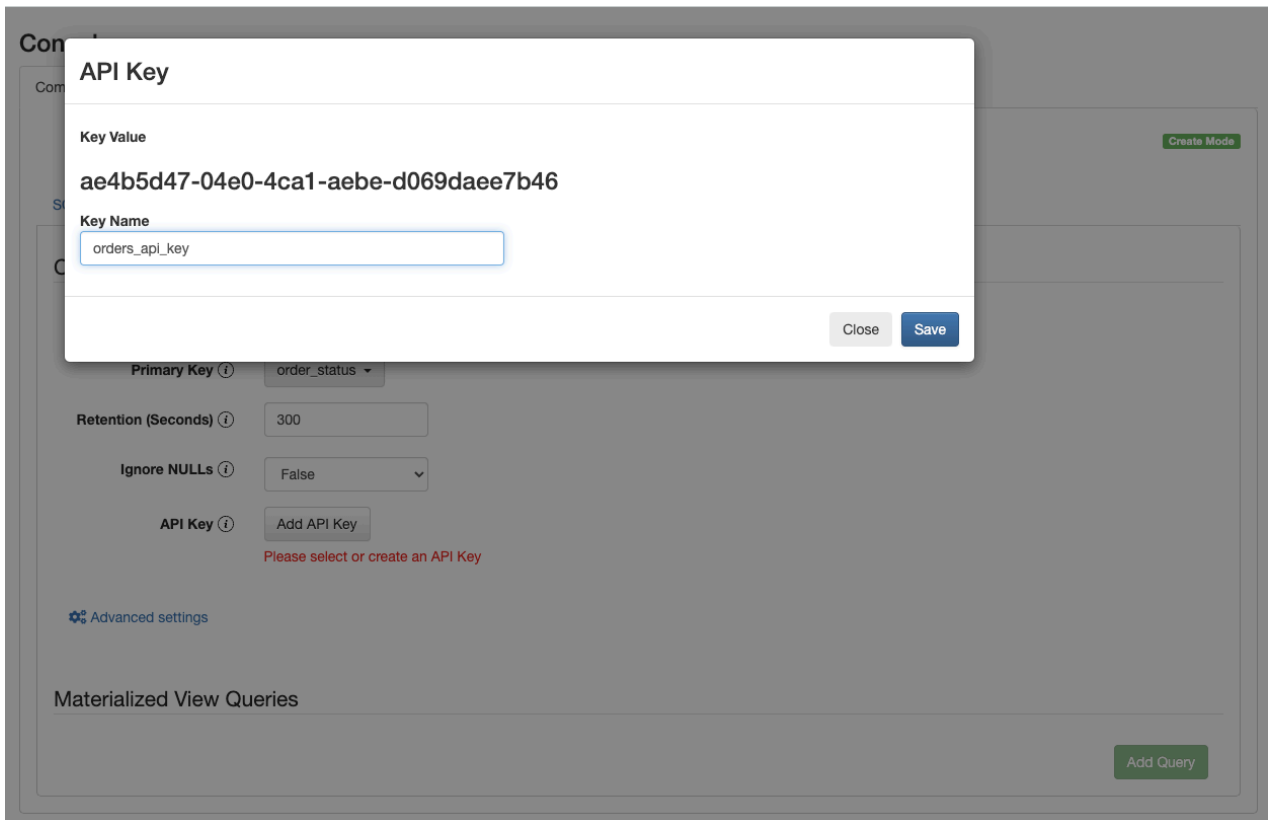 API Key
Key Value
Create Mode
ae4b5d47-04e0-4ca1-aebe-d069daee7b46
Key Name
orders_api_key
Close Save
Primary Key i order_status
Retention (Seconds) i 300
Ignore NULLs i False
API Key i Add API Key
Please select or create an API Key
Advanced settings
Materialized View Queries
Add Query